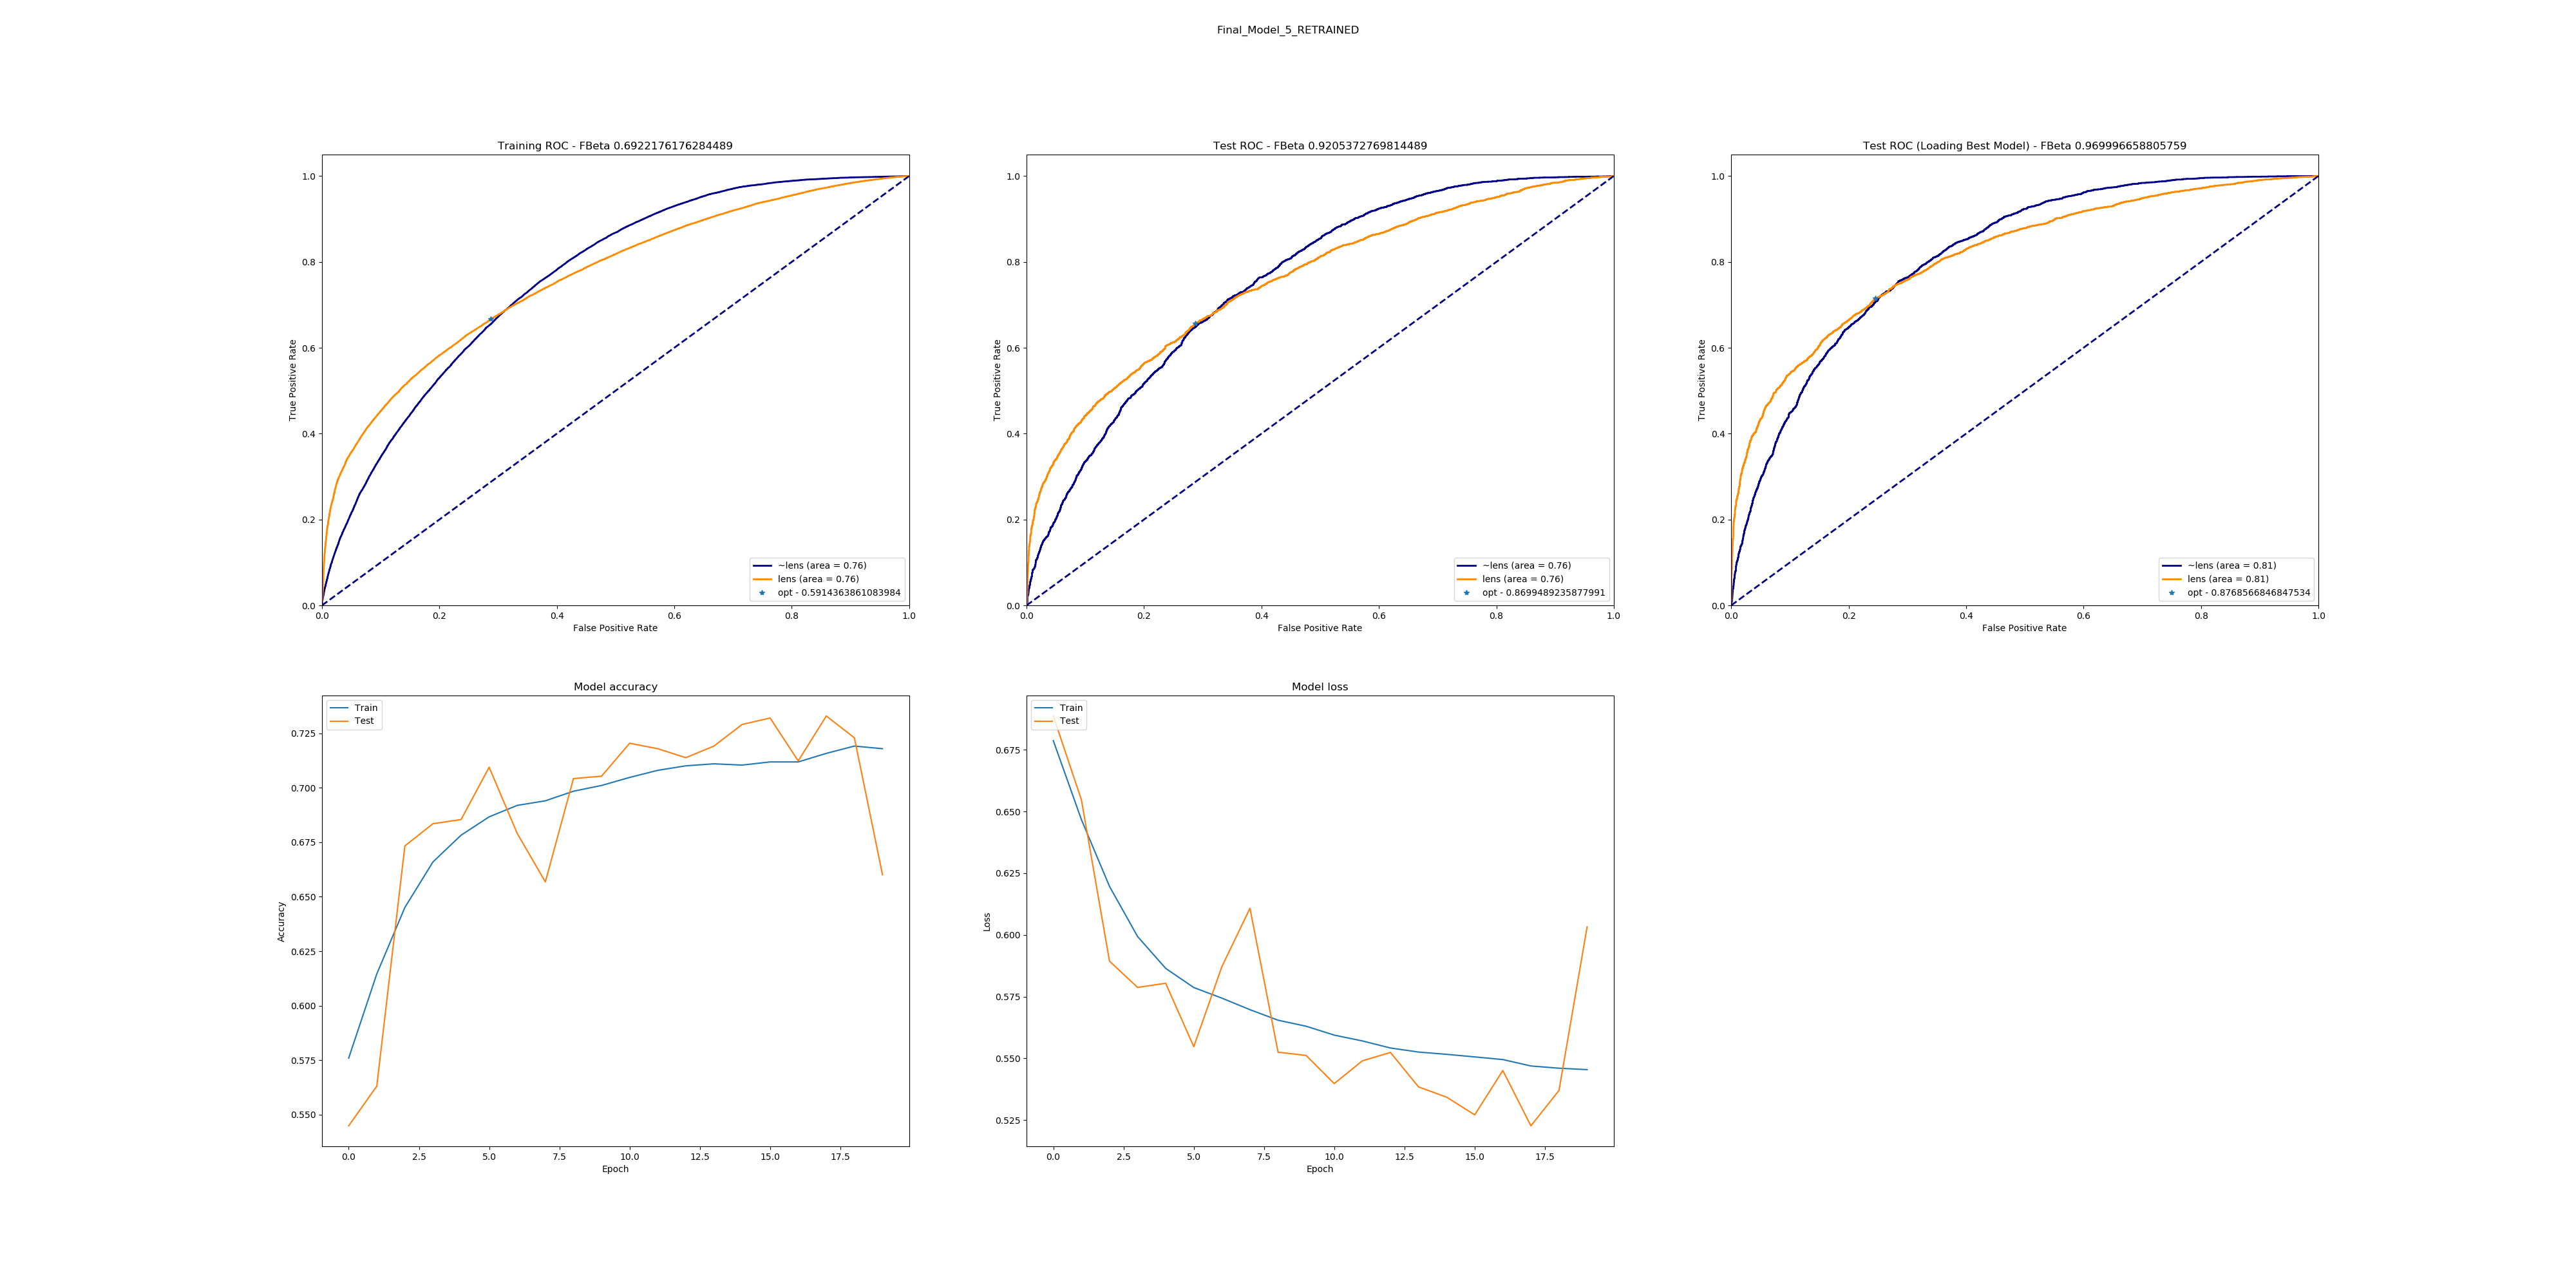 Final_Model_5_RETRAINED
Training ROC - FBeta 0.6922176176284489
1.0
0.8
0.6
0.4
0.2
0.0
True Positive Rate
~lens (area = 0.76)
lens (area = 0.76)
opt - 0.5914363861083984
0.0 0.2 0.4 0.6 0.8 1.0
False Positive Rate
Test ROC - FBeta 0.9205372769814489
1.0
0.8
0.6
0.4
0.2
0.0
True Positive Rate
~lens (area = 0.76)
lens (area = 0.76)
opt - 0.8699489235877991
0.0 0.2 0.4 0.6 0.8 1.0
False Positive Rate
Test ROC (Loading Best Model) - FBeta 0.969996658805759
1.0
0.8
0.6
0.4
0.2
0.0
True Positive Rate
~lens (area = 0.81)
lens (area = 0.81)
opt - 0.8768566846847534
0.0 0.2 0.4 0.6 0.8 1.0
False Positive Rate
Model accuracy
Train
Test
0.725
0.700
0.675
0.650
0.625
0.600
0.575
0.550
Accuracy
0.0 2.5 5.0 7.5 10.0 12.5 15.0 17.5
Epoch
Model loss
Train
Test
0.675
0.650
0.625
0.600
0.575
0.550
0.525
Loss
0.0 2.5 5.0 7.5 10.0 12.5 15.0 17.5
Epoch